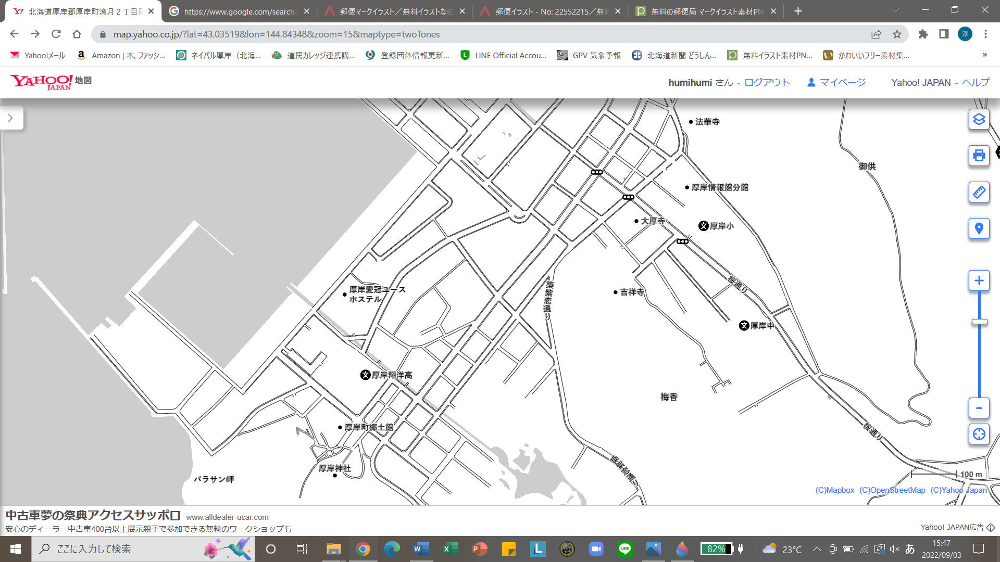 北海道厚岸郡厚岸町湾月２丁目周
https://www.google.com/search?
郵便マークイラスト／無料イラストなら
郵便イラスト - No: 22552215／無料
無料の郵便局 マークイラスト素材PN
map.yahoo.co.jp/?lat=43.03519&lon=144.84348&zoom=15&maptype=twoTones
淳
Yahoo!メール
Amazon | 本, ファッシ...
ネイパル厚岸（北海...
道民カレッジ連携講...
登録団体情報更新...
LINE Official Accou...
GPV 気象予報
北海道新聞 どうしん...
無料イラスト素材PN...
かわいいフリー素材集...
YAHOO! JAPAN 地図
humihumi さん - ログアウト
マイページ
Yahoo! JAPAN - ヘルプ
法華寺
御供
厚岸情報館分館
大厚寺
文 厚岸小
桜通り
築紫恋通り
厚岸愛冠ユース
ホステル
吉祥寺
文 厚岸中
文 厚岸翔洋高
梅香
厚岸町郷土館
桜通り
築紫恋通り
厚岸神社
バラサン岬
100 m
(C)Mapbox (C)OpenStreetMap (C)Yahoo Japan
中古車夢の祭典アクセスサッポロ www.alldealer-ucar.com
安心のディーラー中古車400台以上展示親子で参加できる無料のワークショップも
Yahoo! JAPAN広告
ここに入力して検索
82%
23°C
あ
15:47
2022/09/03